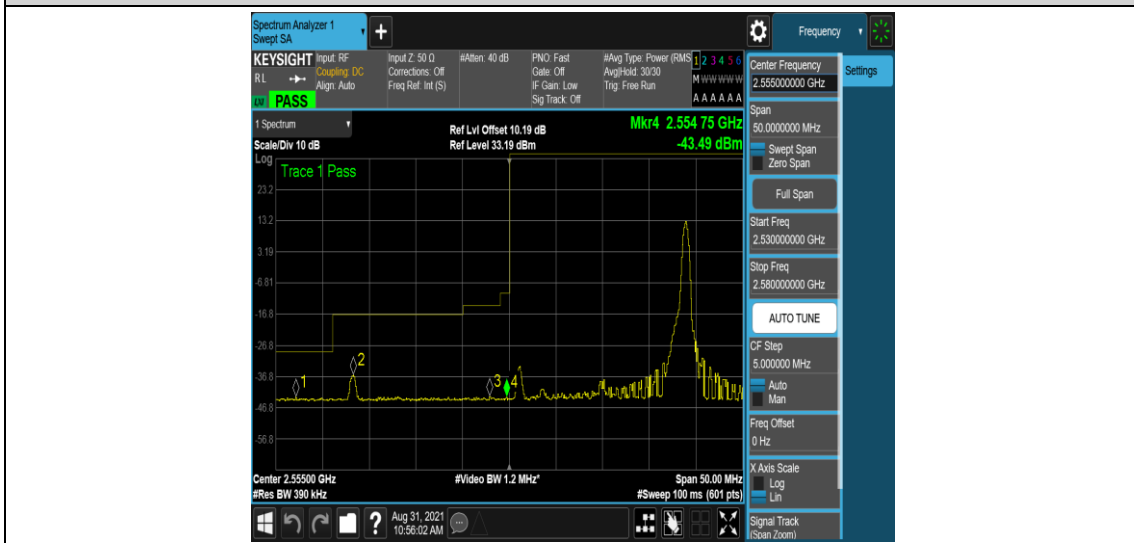 Spectrum Analyzer 1
Swept SA
+
Frequency
KEYSIGHT
RL
LXI
PASS
Input: RF
Coupling: DC
Align: Auto
Input Z: 50 Ω
Corrections: Off
Freq Ref: Int (S)
#Atten: 40 dB
PNO: Fast
Gate: Off
IF Gain: Low
Sig Track: Off
#Avg Type: Power (RMS
Avg|Hold: 30/30
Trig: Free Run
1 2 3 4 5 6
M W W W W W
A A A A A A
1 Spectrum
Scale/Div 10 dB
Ref Lvl Offset 10.19 dB
Ref Level 33.19 dBm
Mkr4 2.554 75 GHz
-43.49 dBm
Log
Trace 1 Pass
23.2
13.2
3.19
-6.81
-16.8
-26.8
-36.8
-46.8
-56.8
1
2
3
4
Center 2.55500 GHz
#Res BW 390 kHz
#Video BW 1.2 MHz*
Span 50.00 MHz
#Sweep 100 ms (601 pts)
Center Frequency
2.555000000 GHz
Settings
Span
50.0000000 MHz
Swept Span
Zero Span
Full Span
Start Freq
2.530000000 GHz
Stop Freq
2.580000000 GHz
AUTO TUNE
CF Step
5.000000 MHz
Auto
Man
Freq Offset
0 Hz
X Axis Scale
Log
Lin
Signal Track
(Span Zoom)
?
Aug 31, 2021
10:56:02 AM